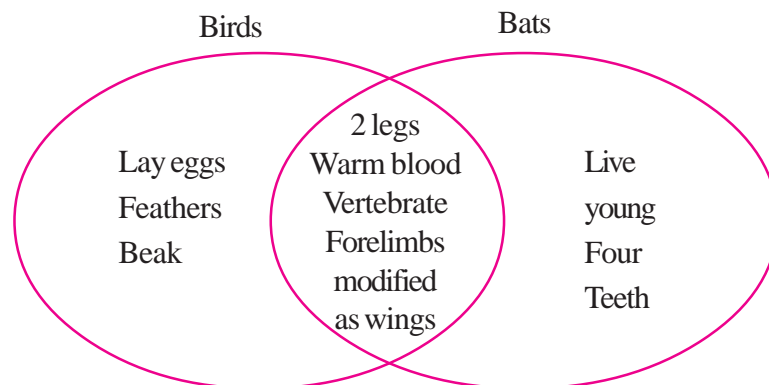 Birds
Bats
Lay eggs
Feathers
Beak
2 legs
Warm blood
Vertebrate
Forelimbs
modified
as wings
Live
young
Four
Teeth